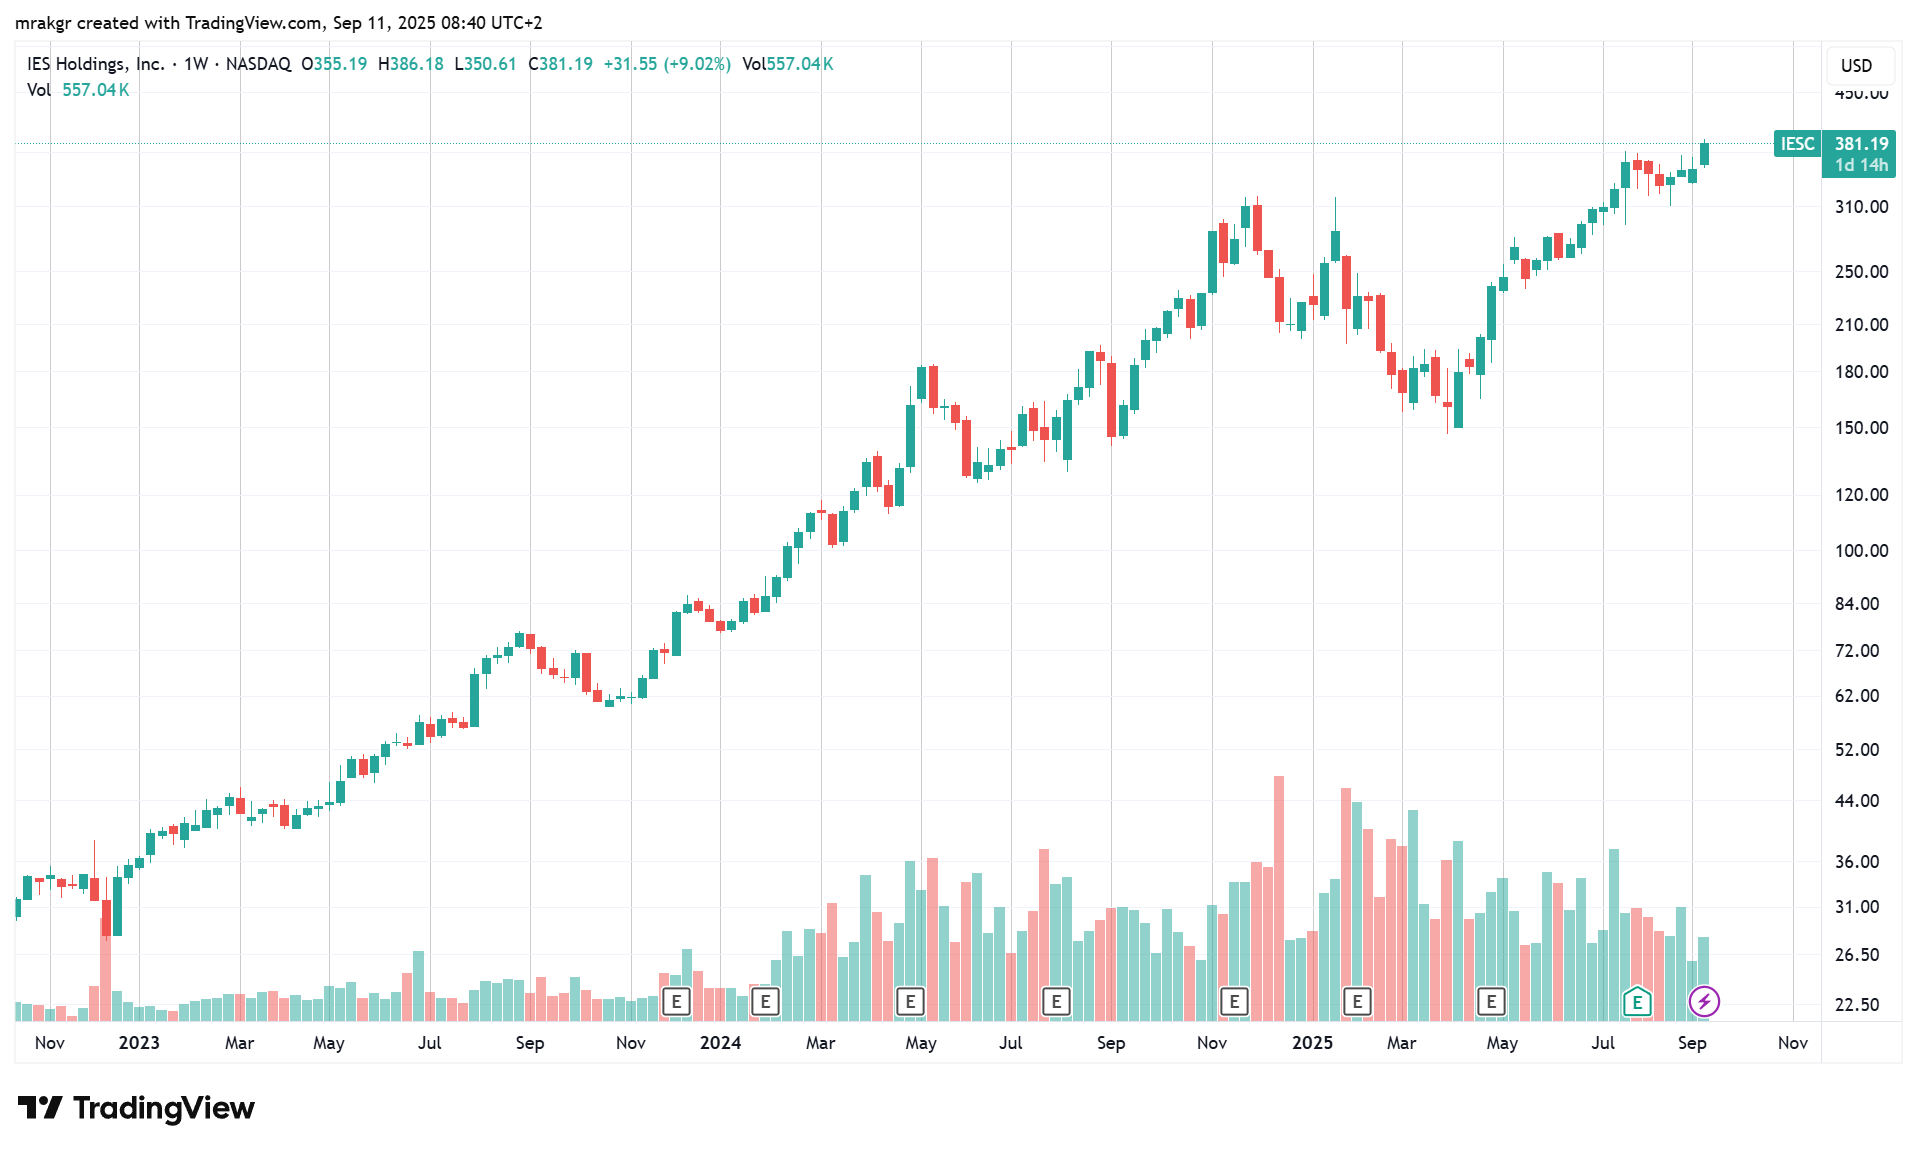 mrakgr created with TradingView.com, Sep 11, 2025 08:40 UTC+2
IES Holdings, Inc. · 1W · NASDAQ O355.19 H386.18 L350.61 C381.19 +31.55 (+9.02%) Vol557.04K
Vol 557.04K
USD
450.00
IESC 381.19
1d 14h
310.00
250.00
210.00
180.00
150.00
120.00
100.00
84.00
72.00
62.00
52.00
44.00
36.00
31.00
26.50
22.50
E E E E E E E E
Nov 2023 Mar May Jul Sep Nov 2024 Mar May Jul Sep Nov 2025 Mar May Jul Sep Nov
TradingView